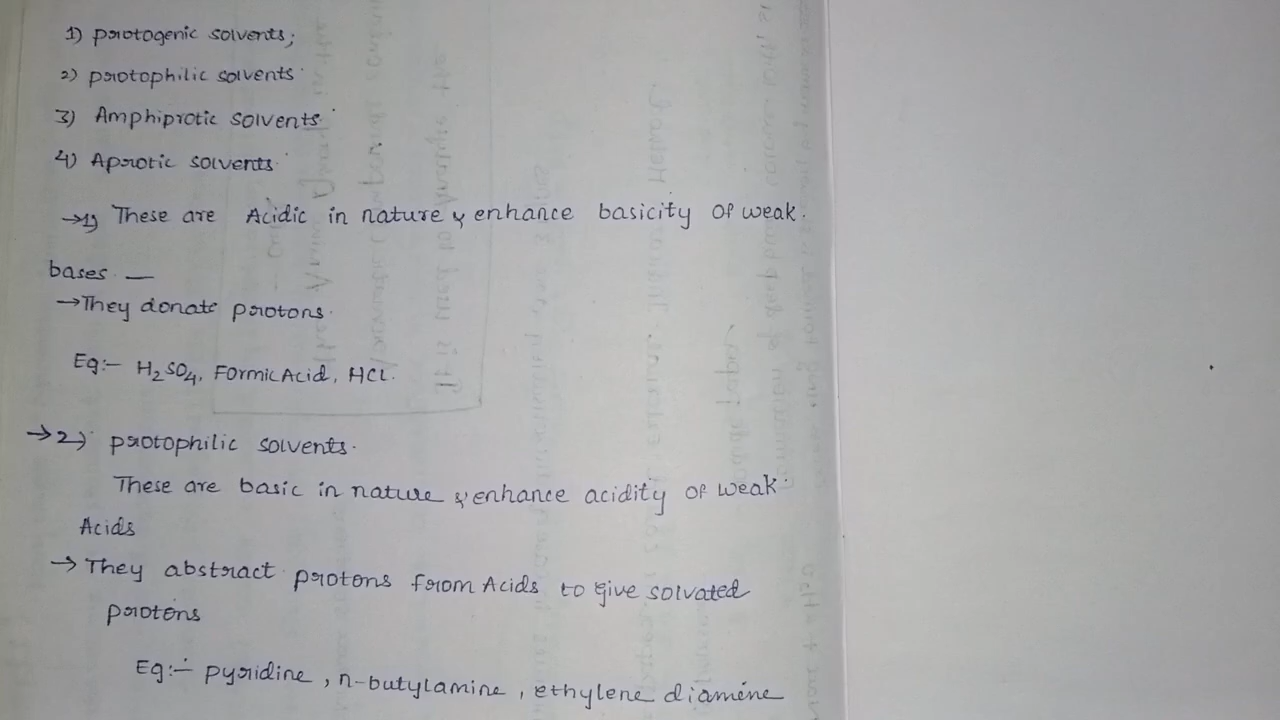 1) protogenic solvents;
2) protophilic solvents
3) Amphiprotic solvents
4) Aprotic solvents
→1) These are Acidic in nature & enhance basicity of weak
bases
→They donate protons.
Eg:- H₂SO₄, Formic Acid, HCl.
→2) protophilic solvents.
These are basic in nature & enhance acidity of weak
Acids
→ They abstract protons from Acids to give solvated
protons
Eg:- pyridine, n-butylamine, ethylene diamine